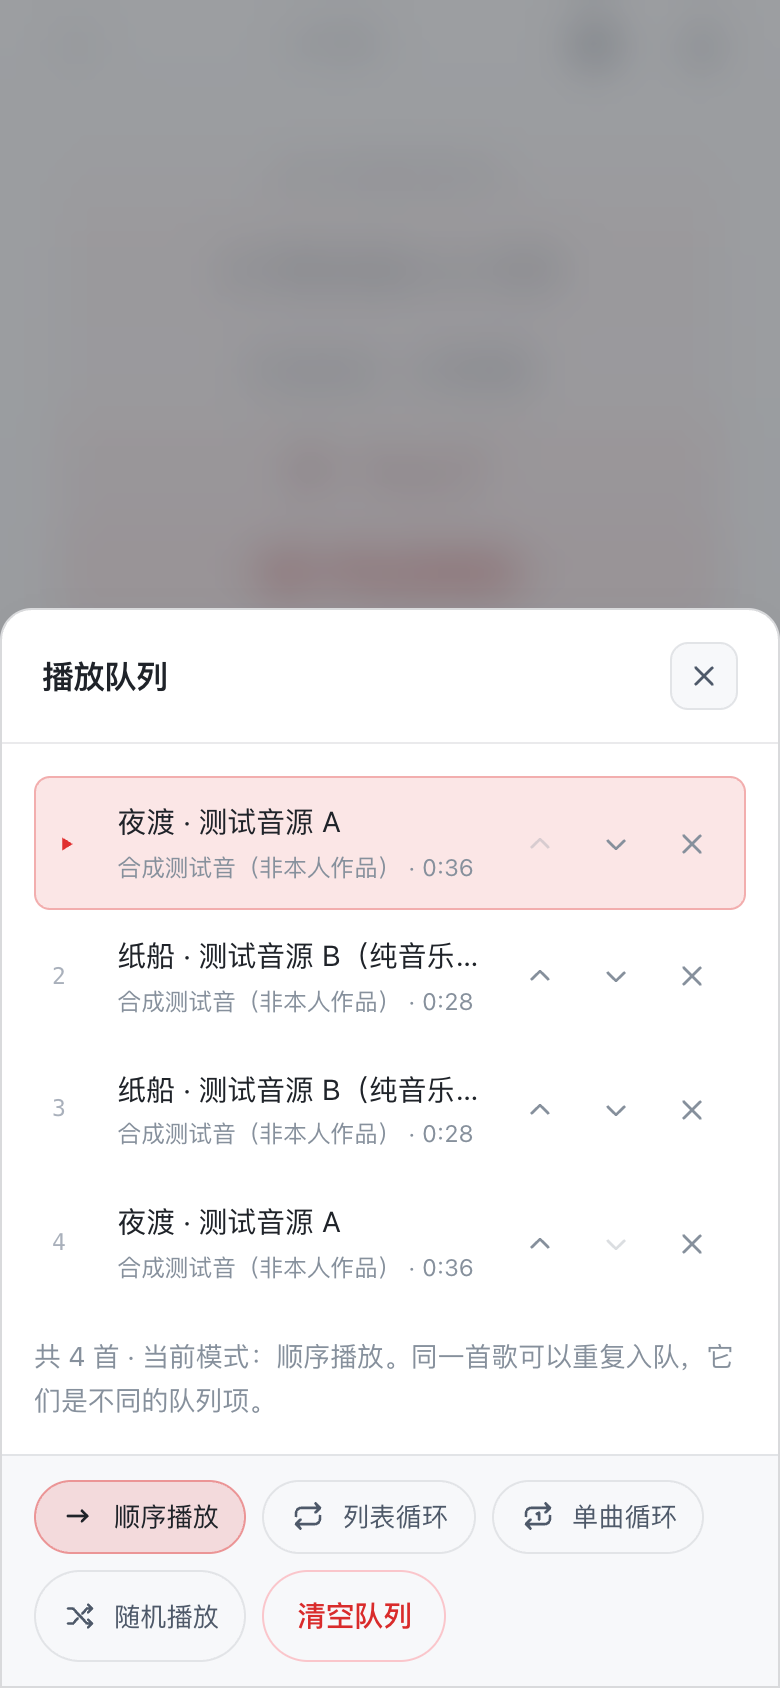 播放队列
夜渡 · 测试音源 A
合成测试音（非本人作品） · 0:36
2
纸船 · 测试音源 B（纯音乐...
合成测试音（非本人作品） · 0:28
3
纸船 · 测试音源 B（纯音乐...
合成测试音（非本人作品） · 0:28
4
夜渡 · 测试音源 A
合成测试音（非本人作品） · 0:36
共 4 首 · 当前模式：顺序播放。同一首歌可以重复入队，它
们是不同的队列项。
顺序播放 列表循环 单曲循环
随机播放 清空队列